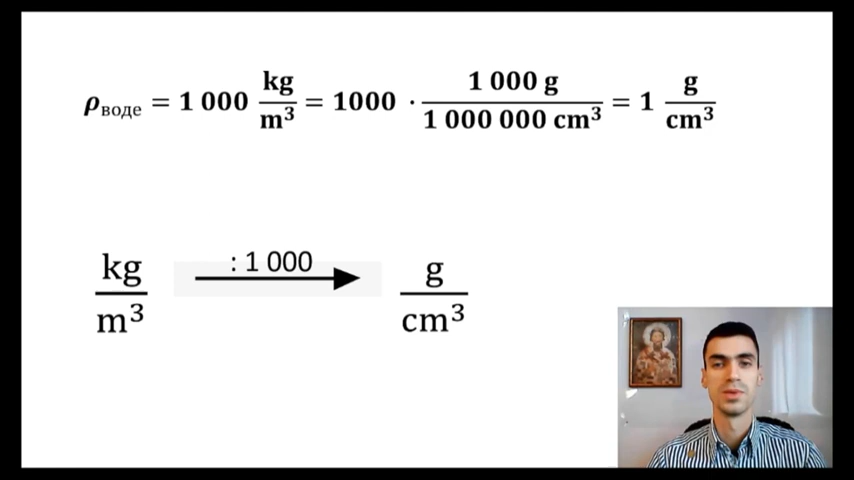 ρводе = 1 000 kg/m³ = 1000 · 1 000 g/1 000 000 cm³ = 1 g/cm³
kg/m³ : 1 000 g/cm³